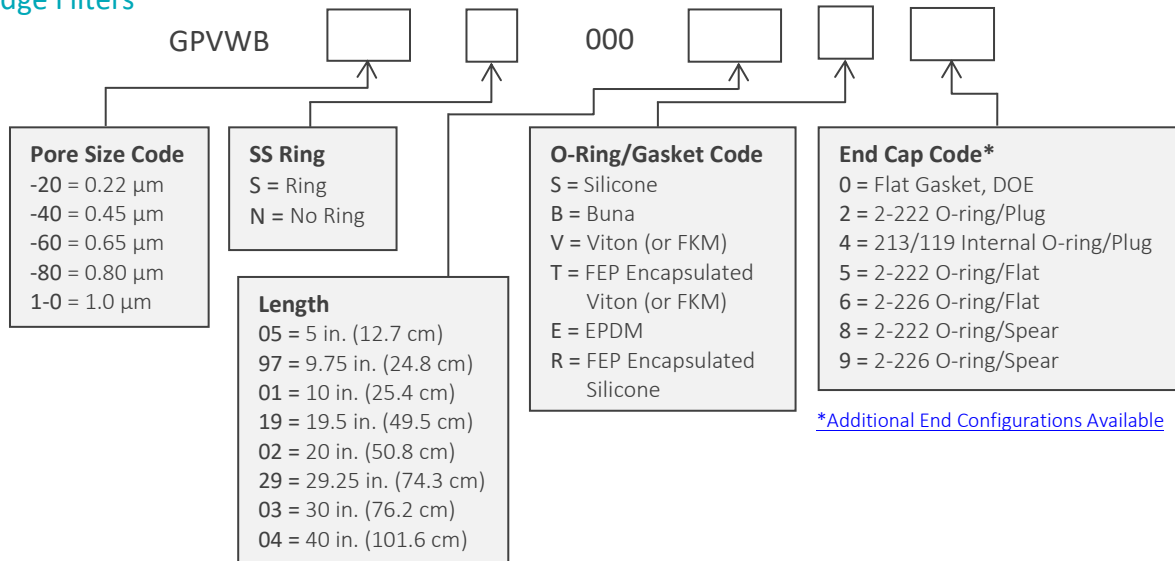 Filters
GPVWB
000
Pore Size Code
-20 = 0.22 µm
-40 = 0.45 µm
-60 = 0.65 µm
-80 = 0.80 µm
1-0 = 1.0 µm
SS Ring
S = Ring
N = No Ring
Length
05 = 5 in. (12.7 cm)
97 = 9.75 in. (24.8 cm)
01 = 10 in. (25.4 cm)
19 = 19.5 in. (49.5 cm)
02 = 20 in. (50.8 cm)
29 = 29.25 in. (74.3 cm)
03 = 30 in. (76.2 cm)
04 = 40 in. (101.6 cm)
O-Ring/Gasket Code
S = Silicone
B = Buna
V = Viton (or FKM)
T = FEP Encapsulated
Viton (or FKM)
E = EPDM
R = FEP Encapsulated
Silicone
End Cap Code*
0 = Flat Gasket, DOE
2 = 2-222 O-ring/Plug
4 = 213/119 Internal O-ring/Plug
5 = 2-222 O-ring/Flat
6 = 2-226 O-ring/Flat
8 = 2-222 O-ring/Spear
9 = 2-226 O-ring/Spear
*Additional End Configurations Available